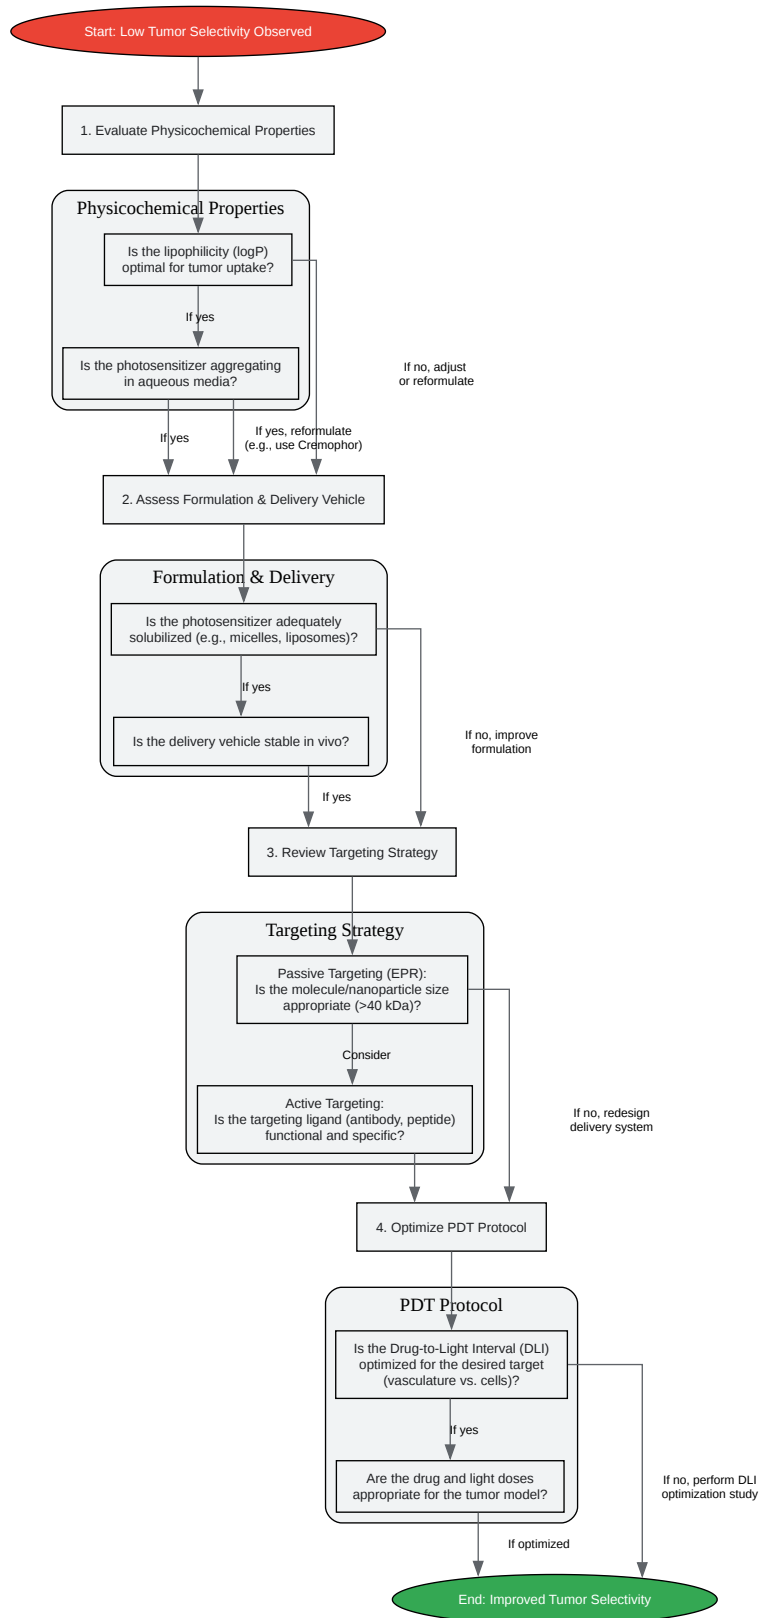 Start: Low Tumor Selectivity Observed
1. Evaluate Physicochemical Properties
Physicochemical Properties
Is the lipophilicity (logP)
optimal for tumor uptake?
If yes
Is the photosensitizer aggregating
in aqueous media?
If no, adjust
or reformulate
If yes
If yes, reformulate
(e.g., use Cremophor)
2. Assess Formulation & Delivery Vehicle
Formulation & Delivery
Is the photosensitizer adequately
solubilized (e.g., micelles, liposomes)?
If yes
Is the delivery vehicle stable in vivo?
If no, improve
formulation
If yes
3. Review Targeting Strategy
Targeting Strategy
Passive Targeting (EPR):
Is the molecule/nanoparticle size
appropriate (>40 kDa)?
Consider
Active Targeting:
Is the targeting ligand (antibody, peptide)
functional and specific?
If no, redesign
delivery system
4. Optimize PDT Protocol
PDT Protocol
Is the Drug-to-Light Interval (DLI)
optimized for the desired target
(vasculature vs. cells)?
If yes
Are the drug and light doses
appropriate for the tumor model?
If no, perform DLI
optimization study
If optimized
End: Improved Tumor Selectivity